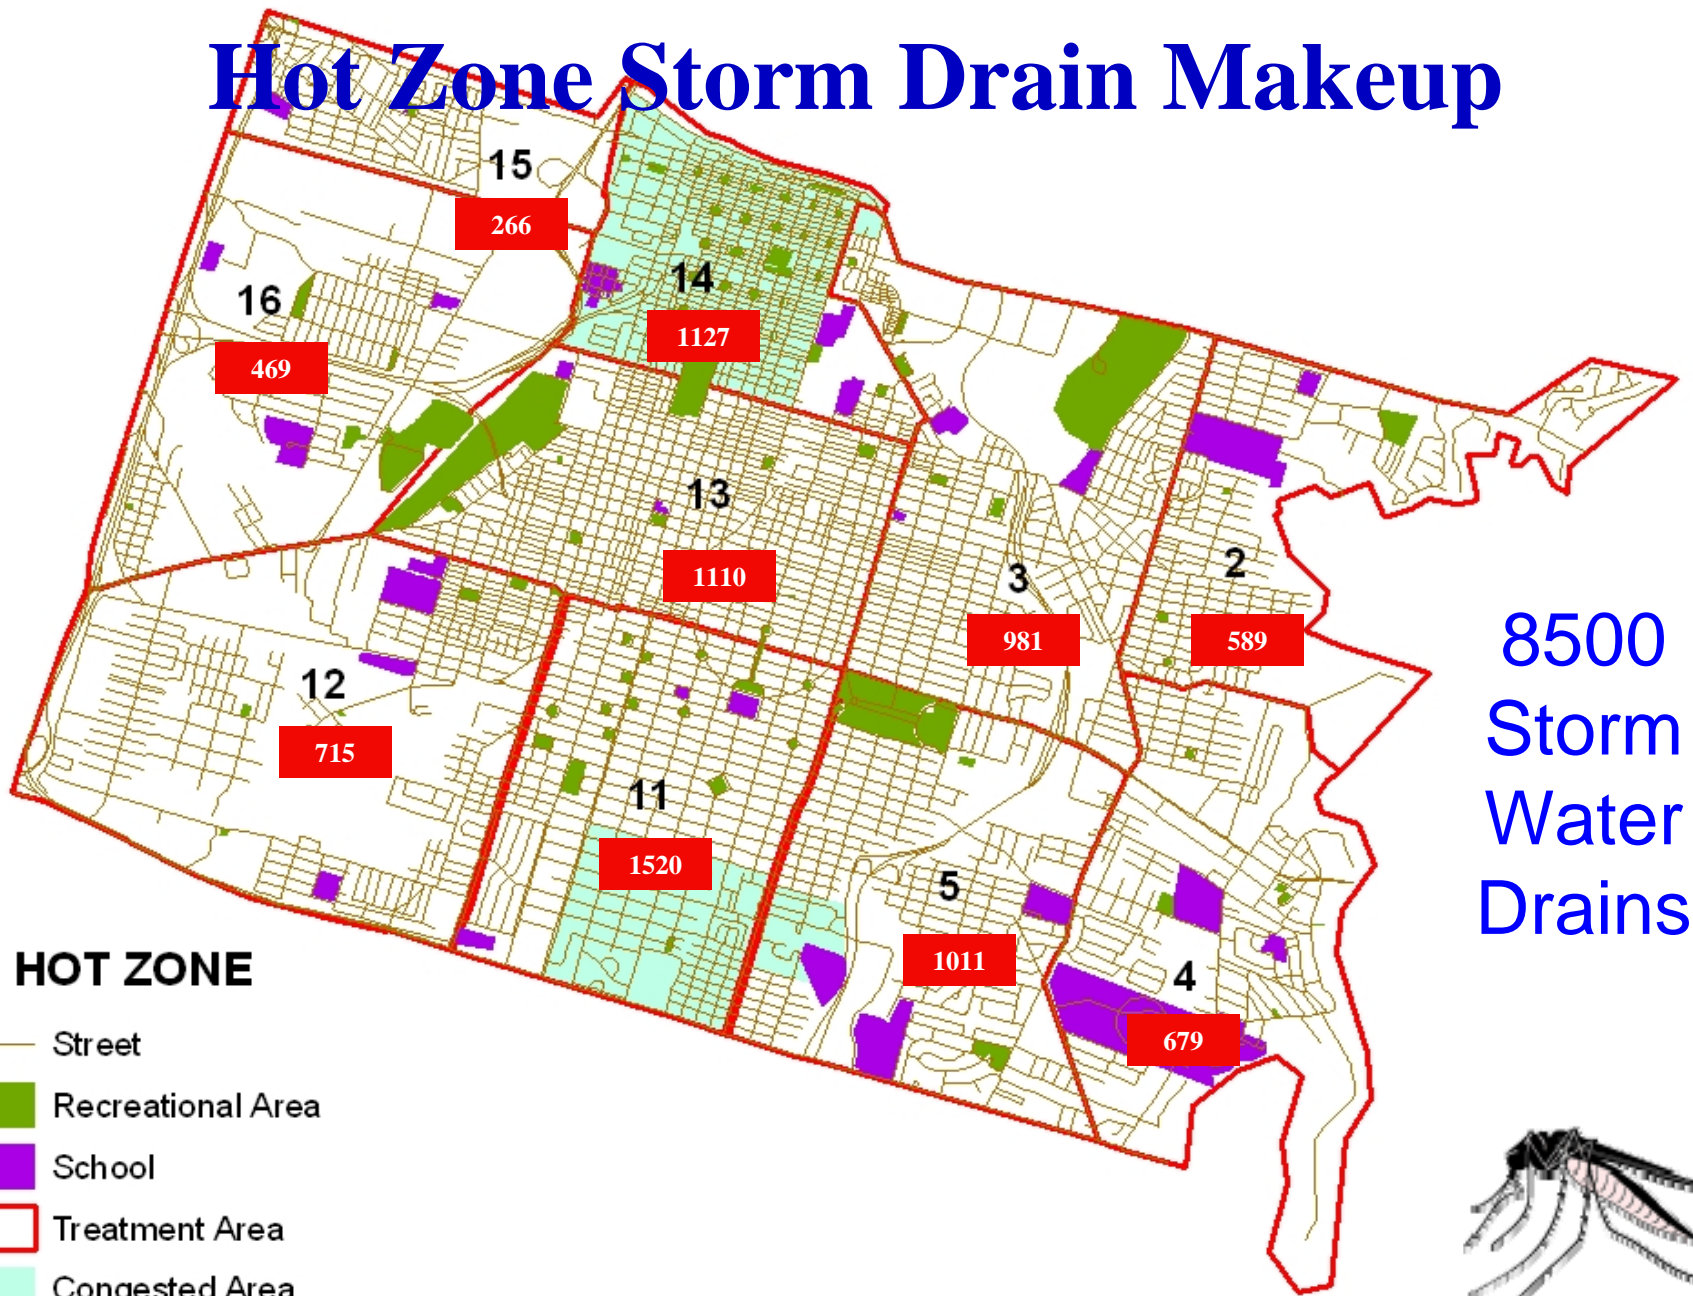 Hot Zone Storm Drain Makeup
15
266
14
1127
16
469
13
1110
3
981
2
589
12
715
11
1520
5
1011
4
679
8500
Storm
Water
Drains
HOT ZONE
Street
Recreational Area
School
Treatment Area
Congested Area